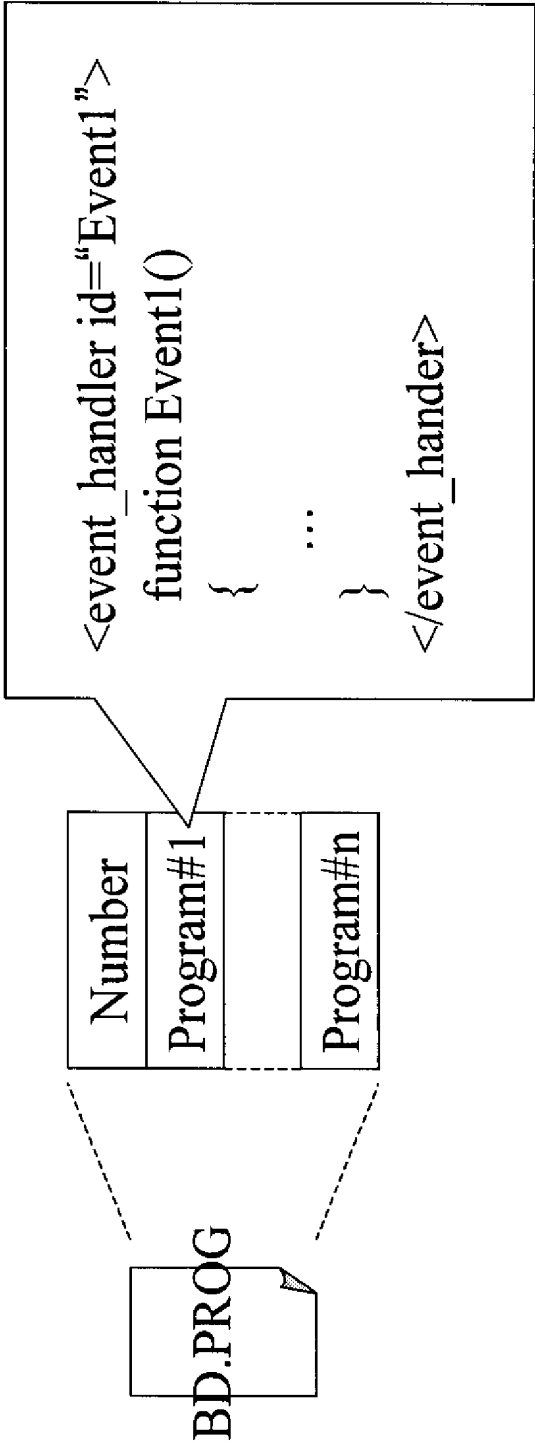 BD.PROG
Number
Program#1
Program#n
<event_handler id=“Event1”>
function Event1()
{
…
}
</event_hander>